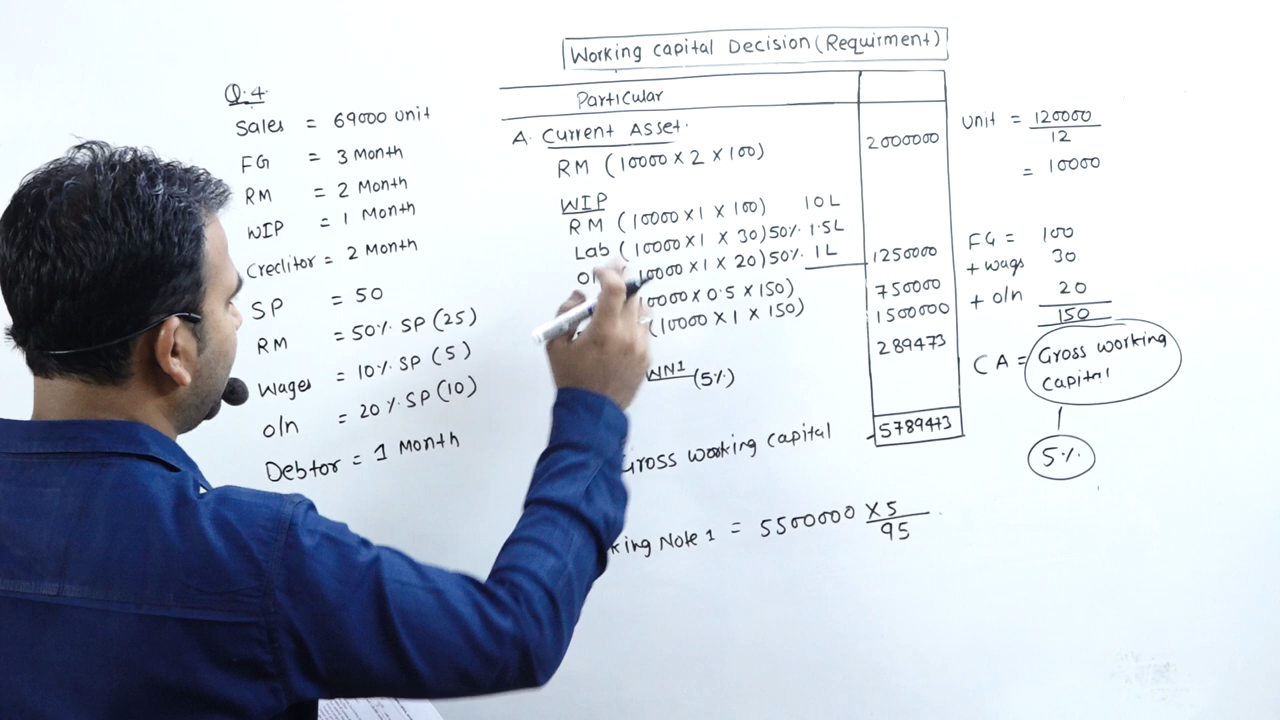 Working Capital Decision (Requirment)
Q.4.
Sales = 69000 unit
FG = 3 Month
RM = 2 Month
WIP = 1 Month
Creclitor = 2 Month
SP = 50
RM = 50% SP (25)
Wages = 10% SP (5)
o/n = 20% SP (10)
Debtor = 1 Month
Particular
A. Current Asset.
RM (10000 × 2 × 100) 2000000
WIP
RM (10000 × 1 × 100) 10L
Lab (10000 × 1 × 30) 50% 1.5L
10000 × 1 × 20) 50% 1L 1250000
10000 × 0.5 × 150) 750000
(10000 × 1 × 150) 1500000
WN1 (5%) 289473
Gross working capital 5789473
king Note 1 = 5500000 × 5
95
Unit = 120000
12
= 10000
FG = 100
+ wags 30
+ o/n 20
150
CA = Gross working
capital
5%